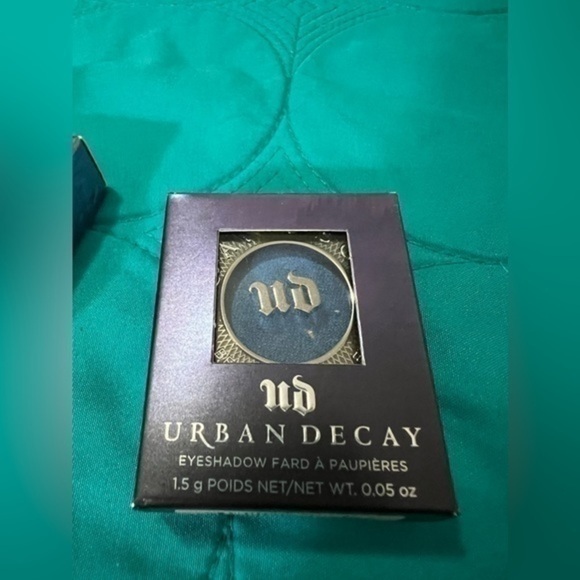 ud
ud
URBAN DECAY
EYESHADOW FARD À PAUPIÈRES
1.5 g POIDS NET/NET WT. 0.05 oz